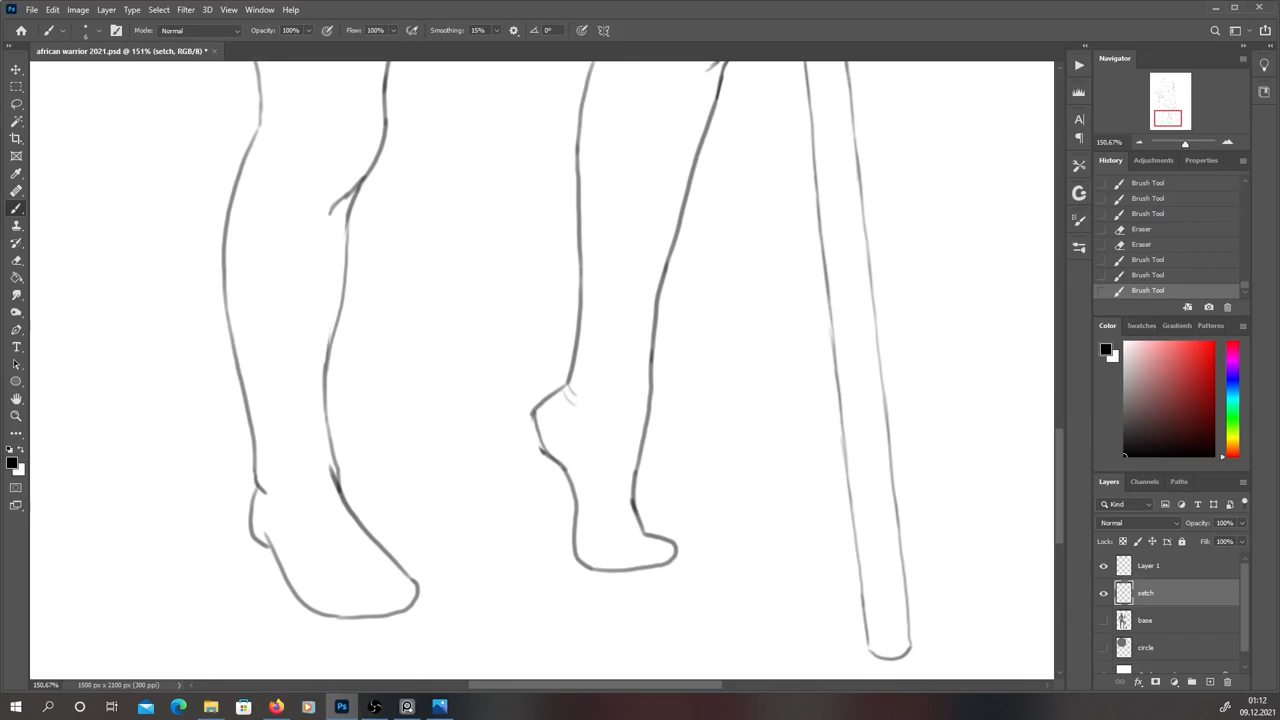 Ps File Edit Image Layer Type Select Filter 3D View Window Help
6 Mode: Normal Opacity: 100% Flow: 100% Smoothing: 15% 0°
african warrior 2021.psd @ 151% (setch, RGB/8) *
Navigator
150,67%
History Adjustments Properties
Brush Tool
Brush Tool
Brush Tool
Eraser
Eraser
Brush Tool
Brush Tool
Brush Tool
Color Swatches Gradients Patterns
Layers Channels Paths
Kind
Normal Opacity: 100%
Lock: Fill: 100%
Layer 1
setch
base
circle
150,67% 1500 px x 2100 px (300 ppi)
Ps
01:12
09.12.2021